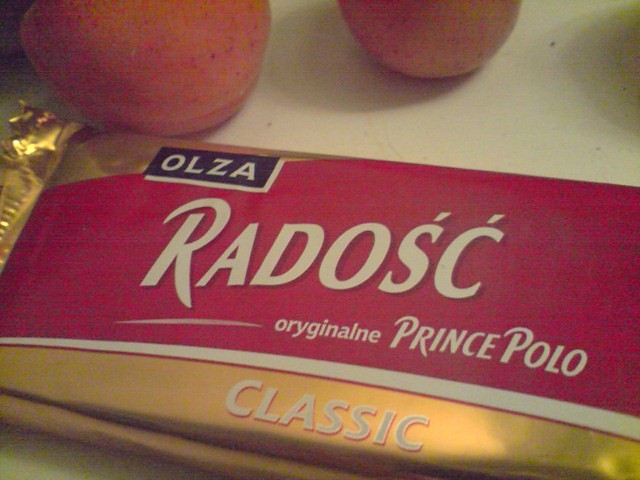 OLZA
RADOŚĆ
oryginalne PRINCE POLO
CLASSIC